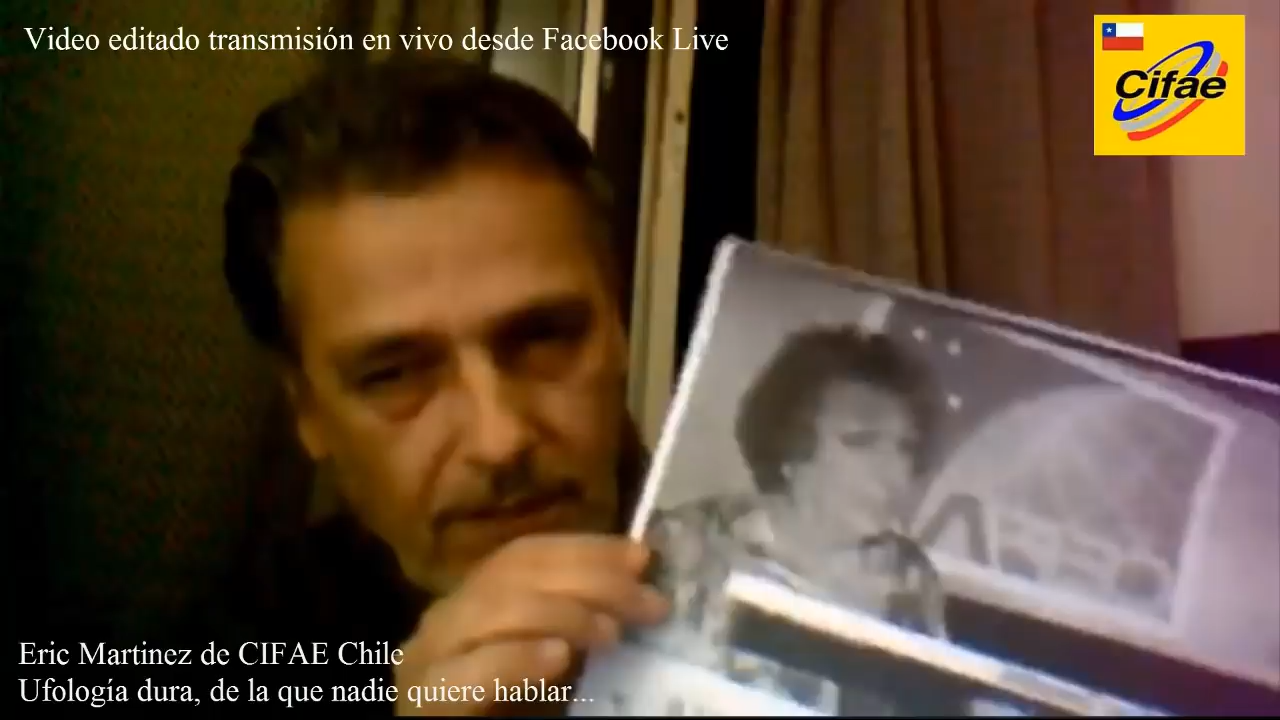 Video editado transmisión en vivo desde Facebook Live
Cifae
Eric Martinez de CIFAE Chile
Ufología dura, de la que nadie quiere hablar...